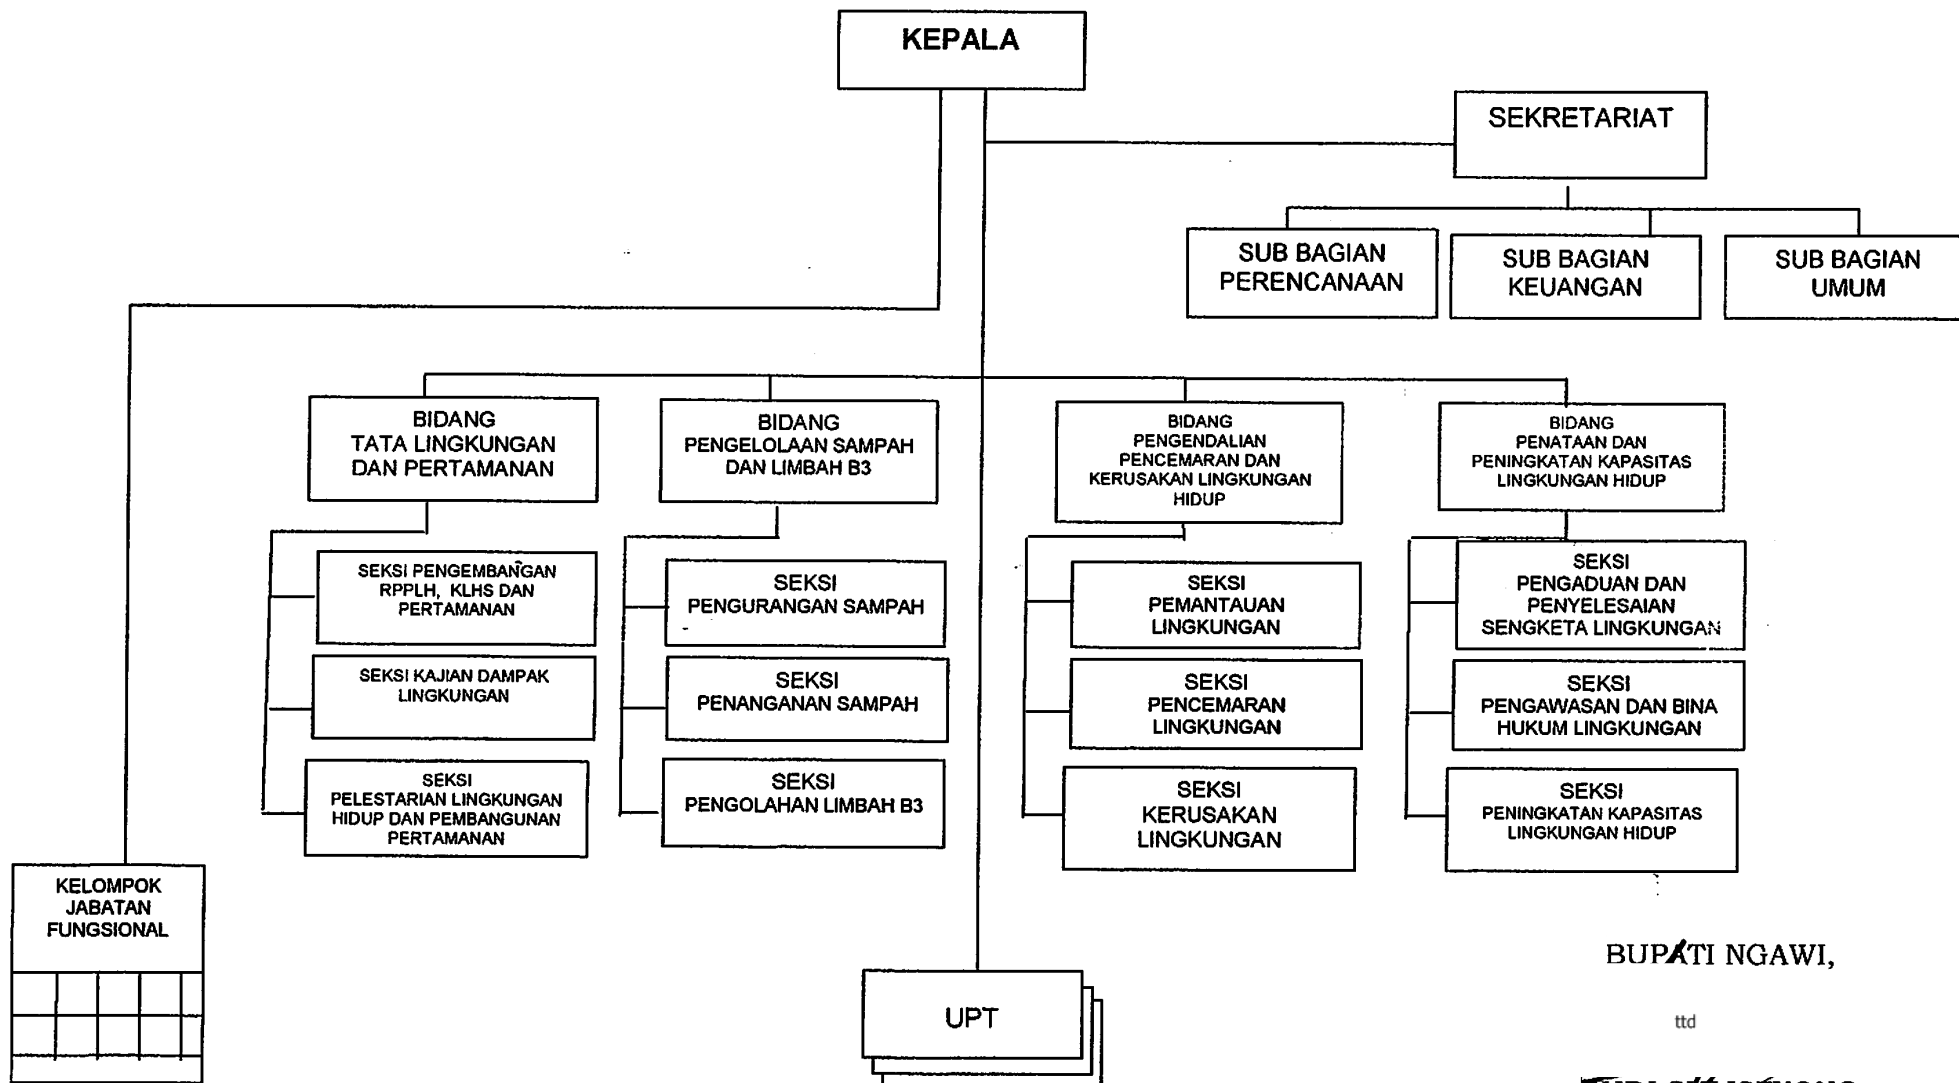 KEPALA
SEKRETARIAT
SUB BAGIAN
PERENCANAAN
SUB BAGIAN
KEUANGAN
SUB BAGIAN
UMUM
BIDANG
TATA LINGKUNGAN
DAN PERTAMANAN
BIDANG
PENGELOLAAN SAMPAH
DAN LIMBAH B3
BIDANG
PENGENDALIAN
PENCEMARAN DAN
KERUSAKAN LINGKUNGAN
HIDUP
BIDANG
PENATAAN DAN
PENINGKATAN KAPASITAS
LINGKUNGAN HIDUP
SEKSI PENGEMBANGAN
RPPLH, KLHS DAN
PERTAMANAN
SEKSI KAJIAN DAMPAK
LINGKUNGAN
SEKSI
PELESTARIAN LINGKUNGAN
HIDUP DAN PEMBANGUNAN
PERTAMANAN
SEKSI
PENGURANGAN SAMPAH
SEKSI
PENANGANAN SAMPAH
SEKSI
PENGOLAHAN LIMBAH B3
SEKSI
PEMANTAUAN
LINGKUNGAN
SEKSI
PENCEMARAN
LINGKUNGAN
SEKSI
KERUSAKAN
LINGKUNGAN
SEKSI
PENGADUAN DAN
PENYELESAIAN
SENGKETA LINGKUNGAN
SEKSI
PENGAWASAN DAN BINA
HUKUM LINGKUNGAN
SEKSI
PENINGKATAN KAPASITAS
LINGKUNGAN HIDUP
KELOMPOK
JABATAN
FUNGSIONAL
UPT
BUPATI NGAWI,
ttd